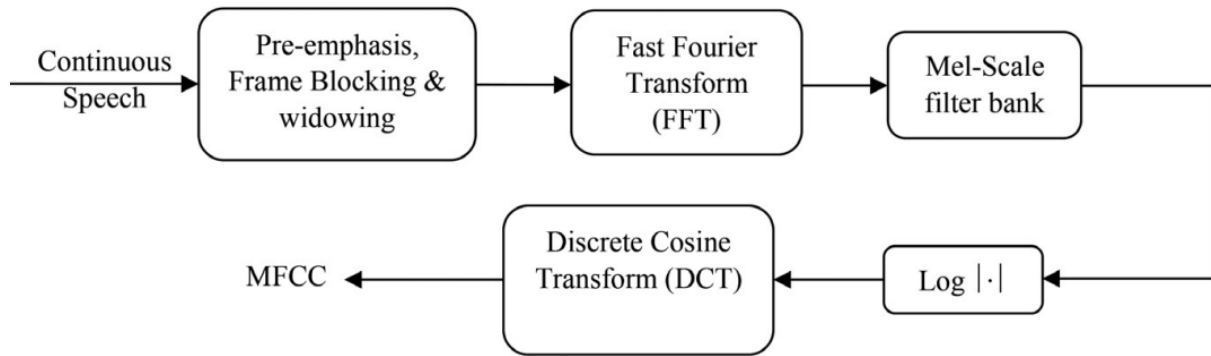 Continuous
Speech
Pre-emphasis,
Frame Blocking &
widowing
Fast Fourier
Transform
(FFT)
Mel-Scale
filter bank
MFCC
Discrete Cosine
Transform (DCT)
Log |·|